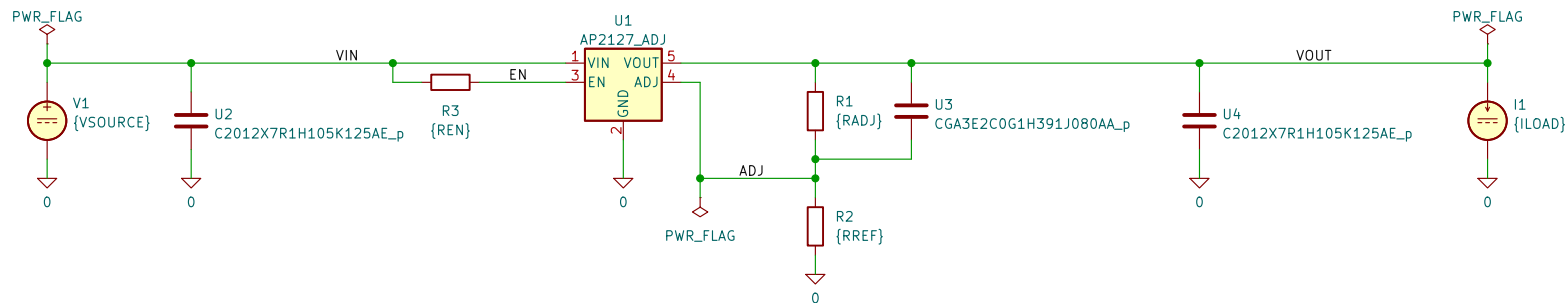 PWR_FLAG
V1
{VSOURCE}
0
U2
C2012X7R1H105K125AE_p
0
VIN
R3
{REN}
EN
U1
AP2127_ADJ
1
VIN
VOUT
5
3
EN
ADJ
4
GND
2
0
ADJ
PWR_FLAG
R1
{RADJ}
R2
{RREF}
0
U3
CGA3E2C0G1H391J080AA_p
VOUT
U4
C2012X7R1H105K125AE_p
0
PWR_FLAG
I1
{ILOAD}
0